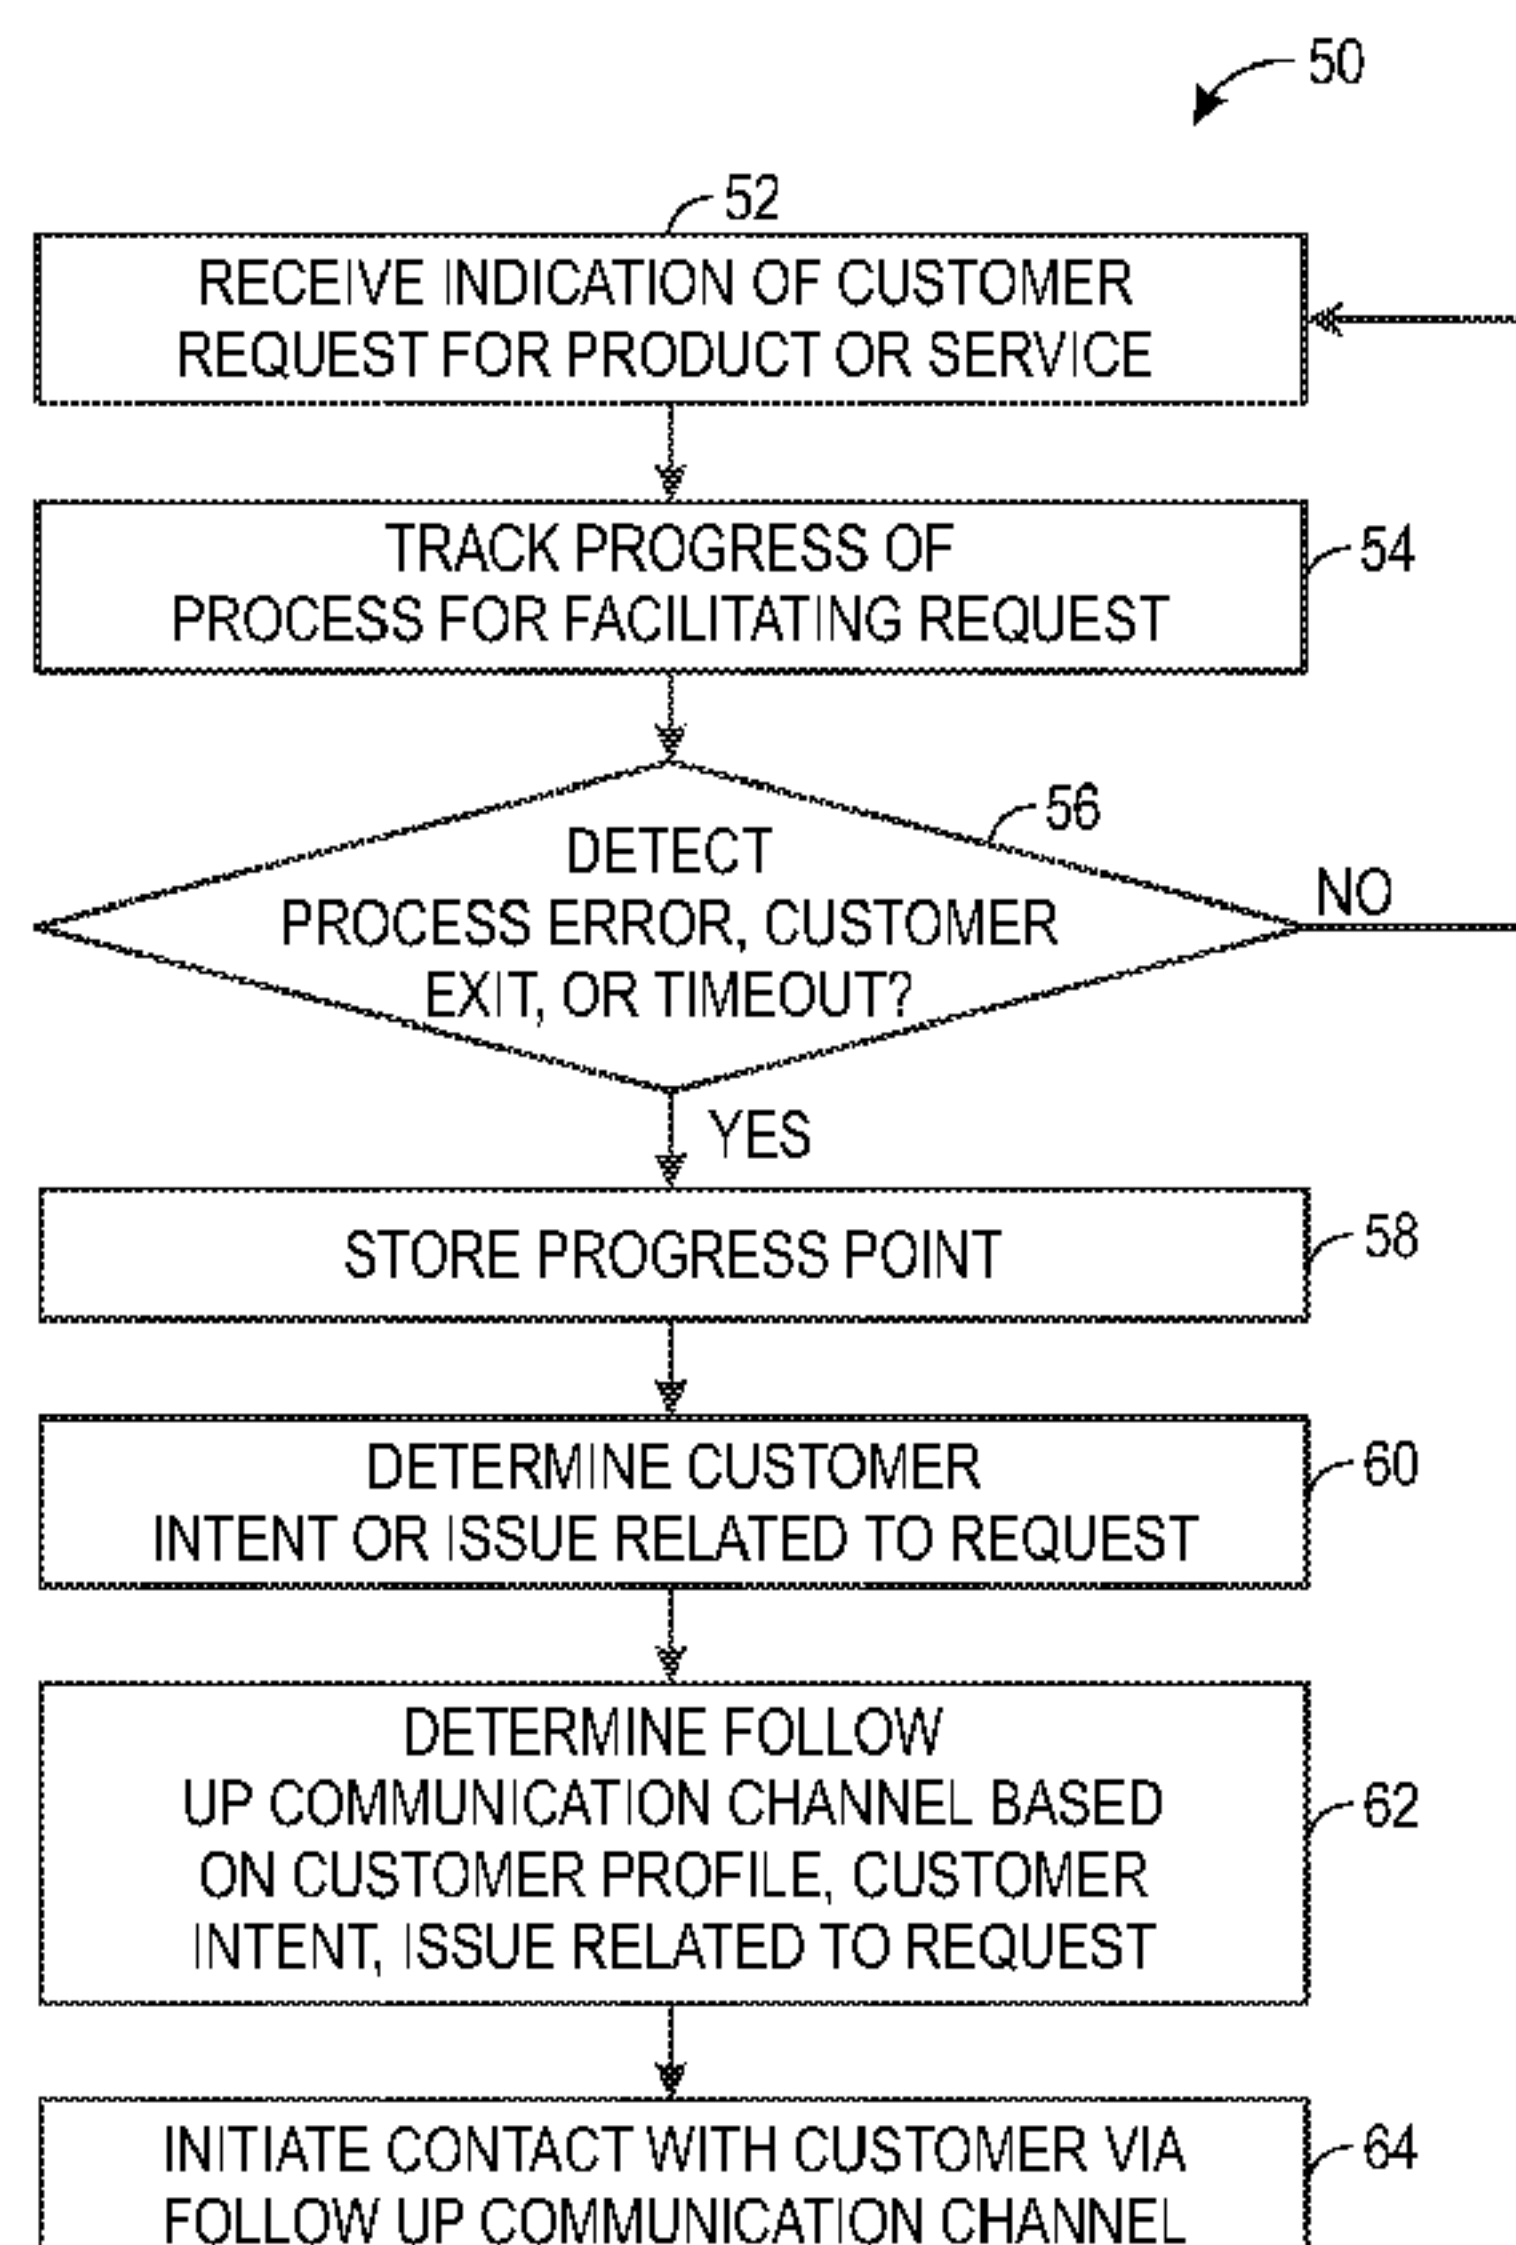 50
52
RECEIVE INDICATION OF CUSTOMER
REQUEST FOR PRODUCT OR SERVICE
TRACK PROGRESS OF
PROCESS FOR FACILITATING REQUEST
54
56
DETECT
PROCESS ERROR, CUSTOMER
EXIT, OR TIMEOUT?
NO
YES
STORE PROGRESS POINT
58
DETERMINE CUSTOMER
INTENT OR ISSUE RELATED TO REQUEST
60
DETERMINE FOLLOW
UP COMMUNICATION CHANNEL BASED
ON CUSTOMER PROFILE, CUSTOMER
INTENT, ISSUE RELATED TO REQUEST
62
INITIATE CONTACT WITH CUSTOMER VIA
FOLLOW UP COMMUNICATION CHANNEL
64